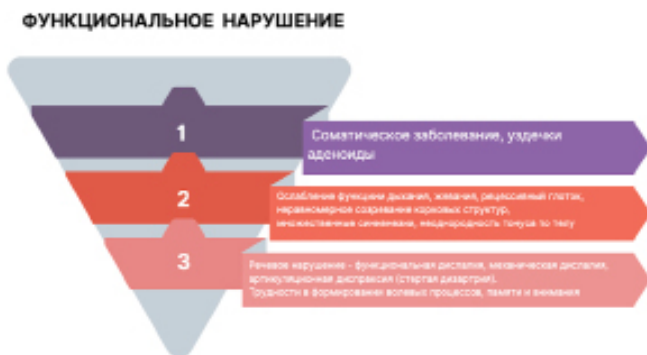 ФУНКЦИОНАЛЬНОЕ НАРУШЕНИЕ
1
Соматическое заболевание, уздечки
аденоиды
2
Ослабление функции дыхания, жевания, рецессивный глоток,
неравномерное созревание корковых структур,
множественные синкинезии, неоднородность тонуса по телу
3
Речевое нарушение - функциональная дислалия, механическая дислалия,
артикуляционная диспраксия (стертая дизартрия).
Трудности в формировании волевых процессов, памяти и внимания